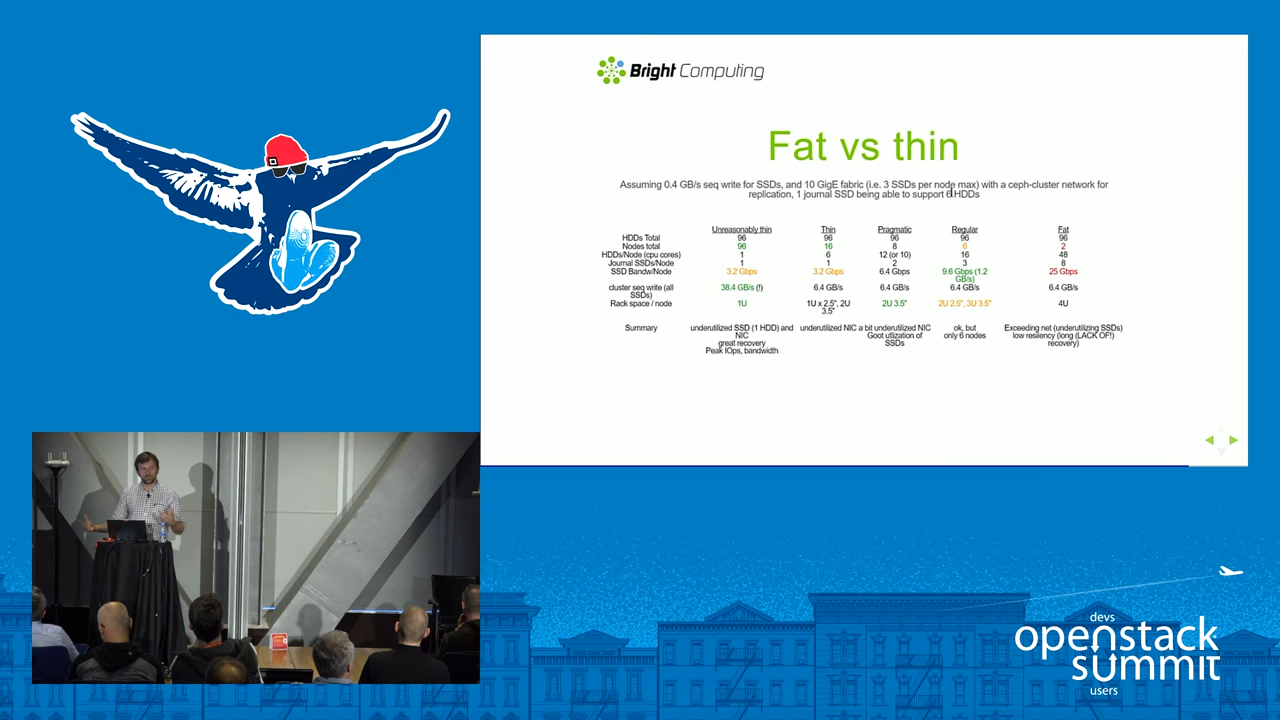 Bright Computing
Fat vs thin
Assuming 0.4 GB/s seq write for SSDs, and 10 GigE fabric (i.e. 3 SSDs per node max) with a ceph-cluster network for
replication, 1 journal SSD being able to support 6 HDDs
Unreasonably thin Thin Pragmatic Regular Fat
HDDs Total 96 96 96 96 96
Nodes total 96 16 8 6 2
HDDs/Node (cpu cores) 1 6 12 (or 10) 16 48
Journal SSDs/Node 1 1 2 3 8
SSD Bandw/Node 3.2 Gbps 3.2 Gbps 6.4 Gbps 9.6 Gbps (1.2 25 Gbps
GB/s)
cluster seq write (all 38.4 GB/s (!) 6.4 GB/s 6.4 GB/s 6.4 GB/s 6.4 GB/s
SSDs)
Rack space / node 1U 1U x 2.5", 2U 2U 3.5" 2U 2.5", 3U 3.5" 4U
3.5"
Summary underutilized SSD (1 HDD) and underutilized NIC a bit underutilized NIC ok, but Exceeding net (underutilizing SSDs)
NIC Goot utlization of only 6 nodes low resilency (long (LACK OF!)
great recovery SSDs recovery)
Peak IOps, bandwidth
devs
openstack
summit
users